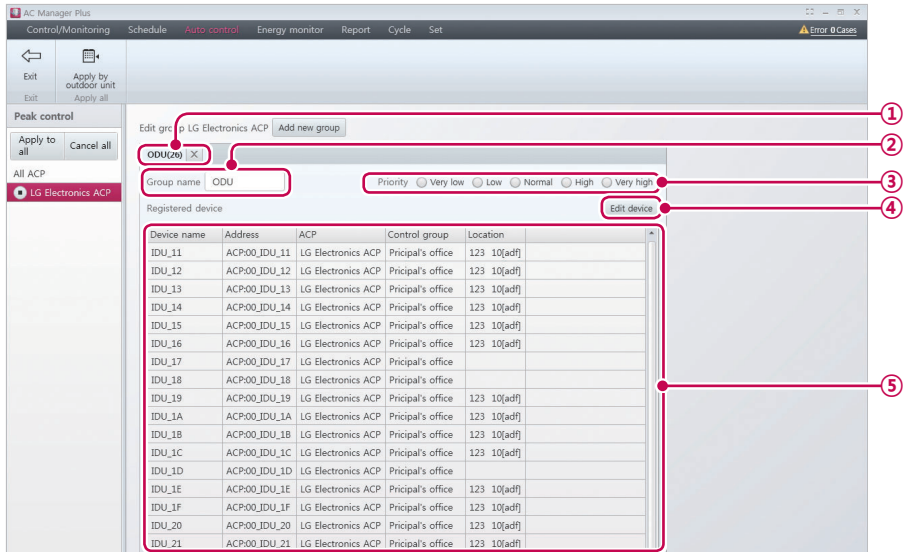 AC Manager Plus
Control/Monitoring Schedule Auto control Energy monitor Report Cycle Set Error 0 Cases
Exit Apply by outdoor unit
Exit Apply all
Peak control
Apply to all Cancel all
All ACP
LG Electronics ACP
Edit group LG Electronics ACP Add new group
ODU(26) X
Group name ODU Priority Very low Low Normal High Very high
Registered device Edit device
Device name Address ACP Control group Location
IDU_11 ACP:00_IDU_11 LG Electronics ACP Pricipal's office 123 10[adf]
IDU_12 ACP:00_IDU_12 LG Electronics ACP Pricipal's office 123 10[adf]
IDU_13 ACP:00_IDU_13 LG Electronics ACP Pricipal's office 123 10[adf]
IDU_14 ACP:00_IDU_14 LG Electronics ACP Pricipal's office 123 10[adf]
IDU_15 ACP:00_IDU_15 LG Electronics ACP Pricipal's office 123 10[adf]
IDU_16 ACP:00_IDU_16 LG Electronics ACP Pricipal's office 123 10[adf]
IDU_17 ACP:00_IDU_17 LG Electronics ACP Pricipal's office
IDU_18 ACP:00_IDU_18 LG Electronics ACP Pricipal's office
IDU_19 ACP:00_IDU_19 LG Electronics ACP Pricipal's office 123 10[adf]
IDU_1A ACP:00_IDU_1A LG Electronics ACP Pricipal's office 123 10[adf]
IDU_1B ACP:00_IDU_1B LG Electronics ACP Pricipal's office 123 10[adf]
IDU_1C ACP:00_IDU_1C LG Electronics ACP Pricipal's office 123 10[adf]
IDU_1D ACP:00_IDU_1D LG Electronics ACP Pricipal's office
IDU_1E ACP:00_IDU_1E LG Electronics ACP Pricipal's office 123 10[adf]
IDU_1F ACP:00_IDU_1F LG Electronics ACP Pricipal's office 123 10[adf]
IDU_20 ACP:00_IDU_20 LG Electronics ACP Pricipal's office 123 10[adf]
IDU_21 ACP:00_IDU_21 LG Electronics ACP Pricipal's office 123 10[adf]
①
②
③
④
⑤